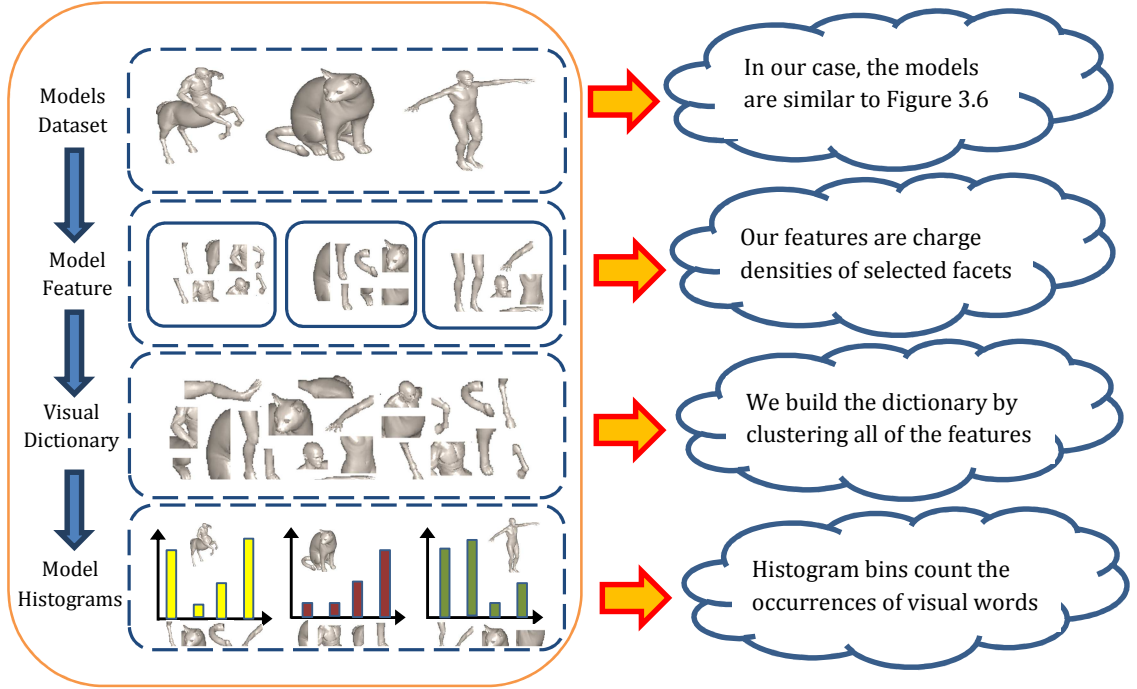 Models
Dataset
In our case, the models
are similar to Figure 3.6
Model
Feature
Our features are charge
densities of selected facets
Visual
Dictionary
We build the dictionary by
clustering all of the features
Model
Histograms
Histogram bins count the
occurrences of visual words